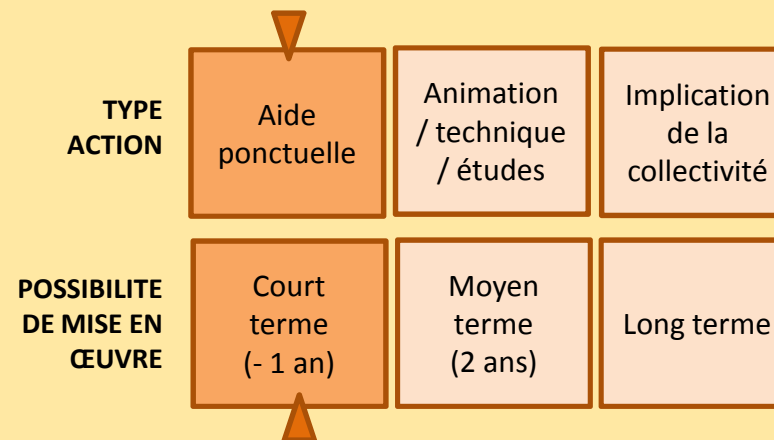 TYPE
ACTION
Aide
ponctuelle
Animation
/ technique
/ études
Implication
de la
collectivité
POSSIBILITE
DE MISE EN
ŒUVRE
Court
terme
(- 1 an)
Moyen
terme
(2 ans)
Long terme